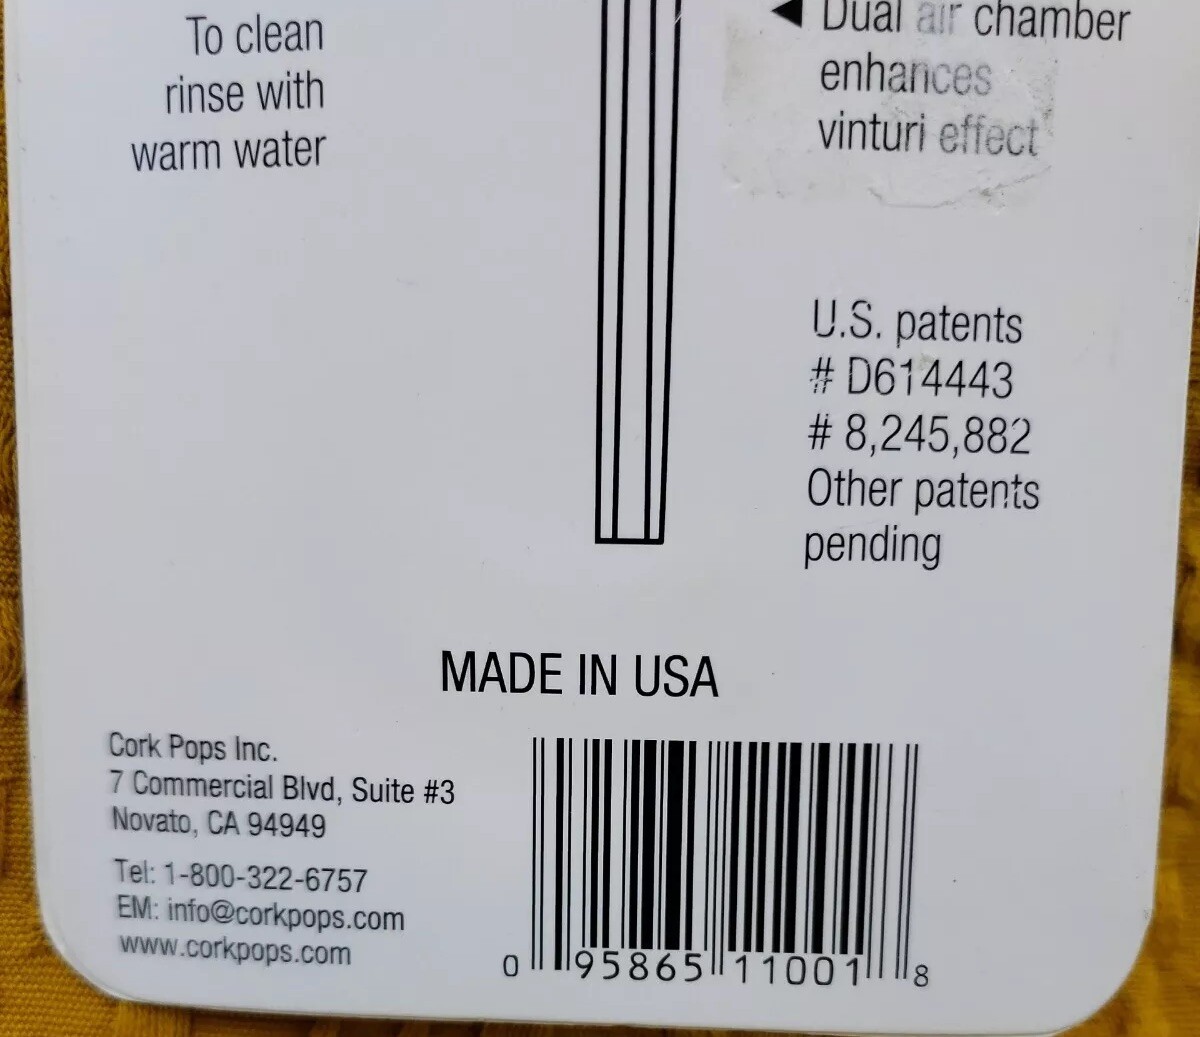 To clean
rinse with
warm water
Dual air chamber
enhances
vinturi effect
U.S. patents
# D614443
# 8,245,882
Other patents
pending
MADE IN USA
Cork Pops Inc.
7 Commercial Blvd, Suite #3
Novato, CA 94949
Tel: 1-800-322-6757
EM: info@corkpops.com
www.corkpops.com
0 95865 11001 8